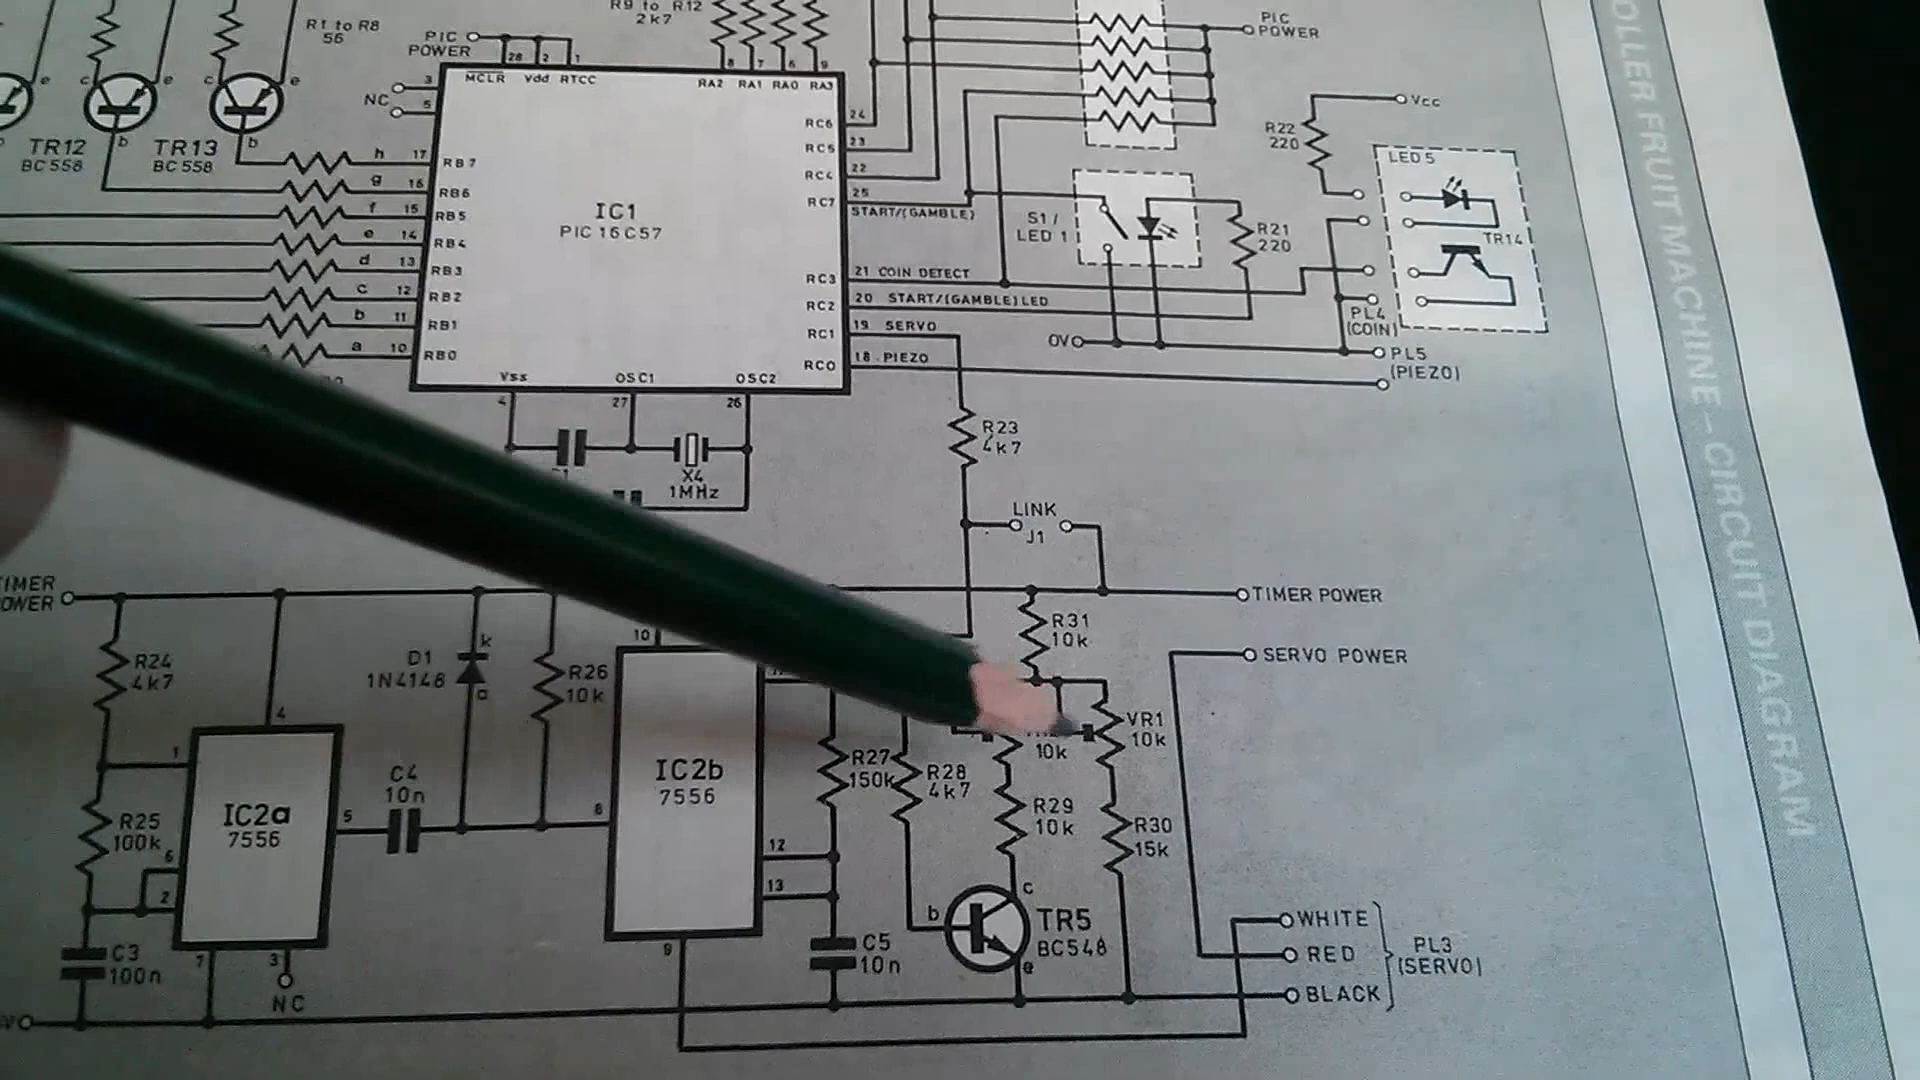 R1 to R8
56
R9 to R12
2k7
PIC
POWER
PIC
POWER
28
2
1
8
7
6
9
MCLR
Vdd
RTCC
RA2
RA1
RA0
RA3
NC
3
5
c
e
c
e
b
b
TR12
BC558
TR13
BC558
h
17
RB7
g
16
RB6
f
15
RB5
e
14
RB4
d
13
RB3
c
12
RB2
b
11
RB1
a
10
RB0
IC1
PIC 16C57
RC6
24
RC5
23
RC4
22
RC7
25
START/(GAMBLE)
RC3
21 COIN DETECT
RC2
20 START/(GAMBLE)LED
RC1
19 SERVO
RC0
18 PIEZO
Vss
OSC1
OSC2
4
27
26
X4
1MHz
S1/
LED 1
R21
220
R22
220
Vcc
LED 5
TR14
PL4
(COIN)
0V
PL5
(PIEZO)
R23
4k7
LINK
J1
TIMER POWER
TIMER POWER
SERVO POWER
R24
4k7
R25
100k
C3
100n
4
1
6
2
7
3
5
NC
IC2a
7556
C4
10n
D1
1N4148
k
a
R26
10k
10
8
IC2b
7556
12
13
9
R27
150k
R28
4k7
C5
10n
R31
10k
10k
VR1
10k
R29
10k
R30
15k
b
c
e
TR5
BC548
WHITE
RED
BLACK
PL3
(SERVO)
OLLER FRUIT MACHINE – CIRCUIT DIAGRAM